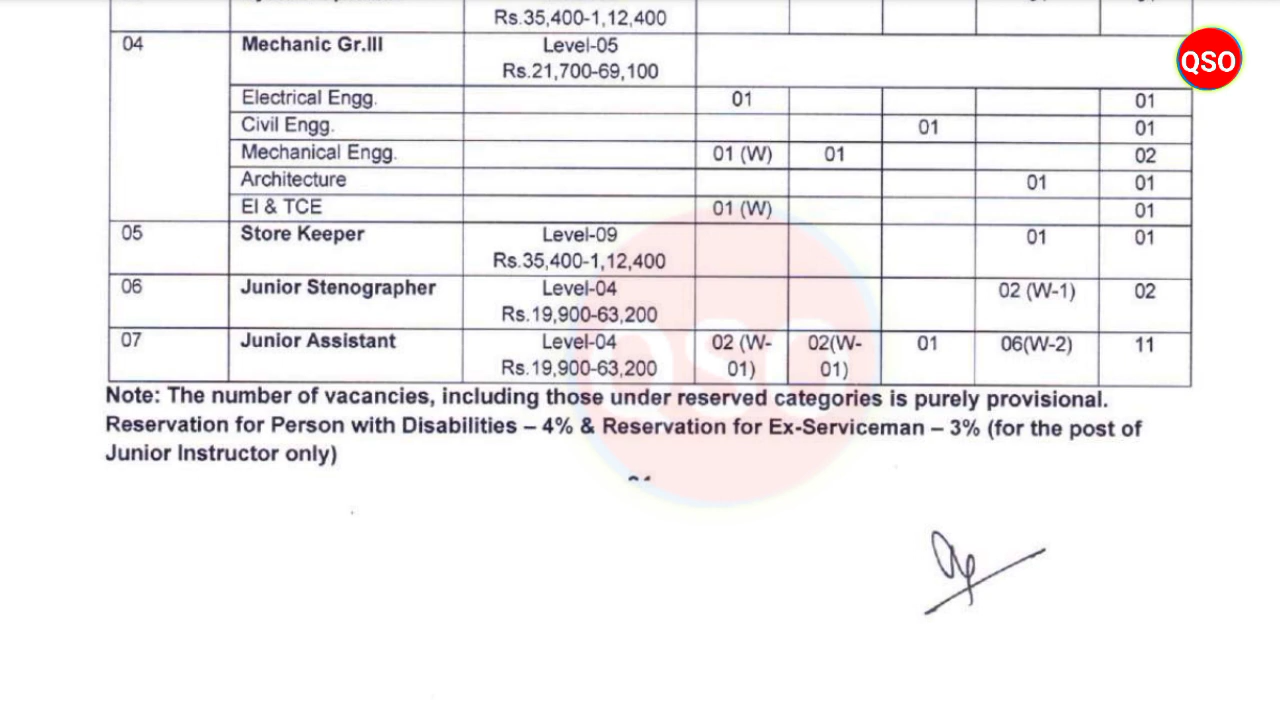 Rs.35,400-1,12,400
04 Mechanic Gr.III Level-05
Rs.21,700-69,100
QSO
Electrical Engg. 01 01
Civil Engg. 01 01
Mechanical Engg. 01 (W) 01 02
Architecture 01 01
EI & TCE 01 (W) 01
05 Store Keeper Level-09 01 01
Rs.35,400-1,12,400
06 Junior Stenographer Level-04 02 (W-1) 02
Rs.19,900-63,200
07 Junior Assistant Level-04 02 (W- 02(W- 01 06(W-2) 11
Rs.19,900-63,200 01) 01)
QSO
Note: The number of vacancies, including those under reserved categories is purely provisional.
Reservation for Person with Disabilities – 4% & Reservation for Ex-Serviceman – 3% (for the post of
Junior Instructor only)